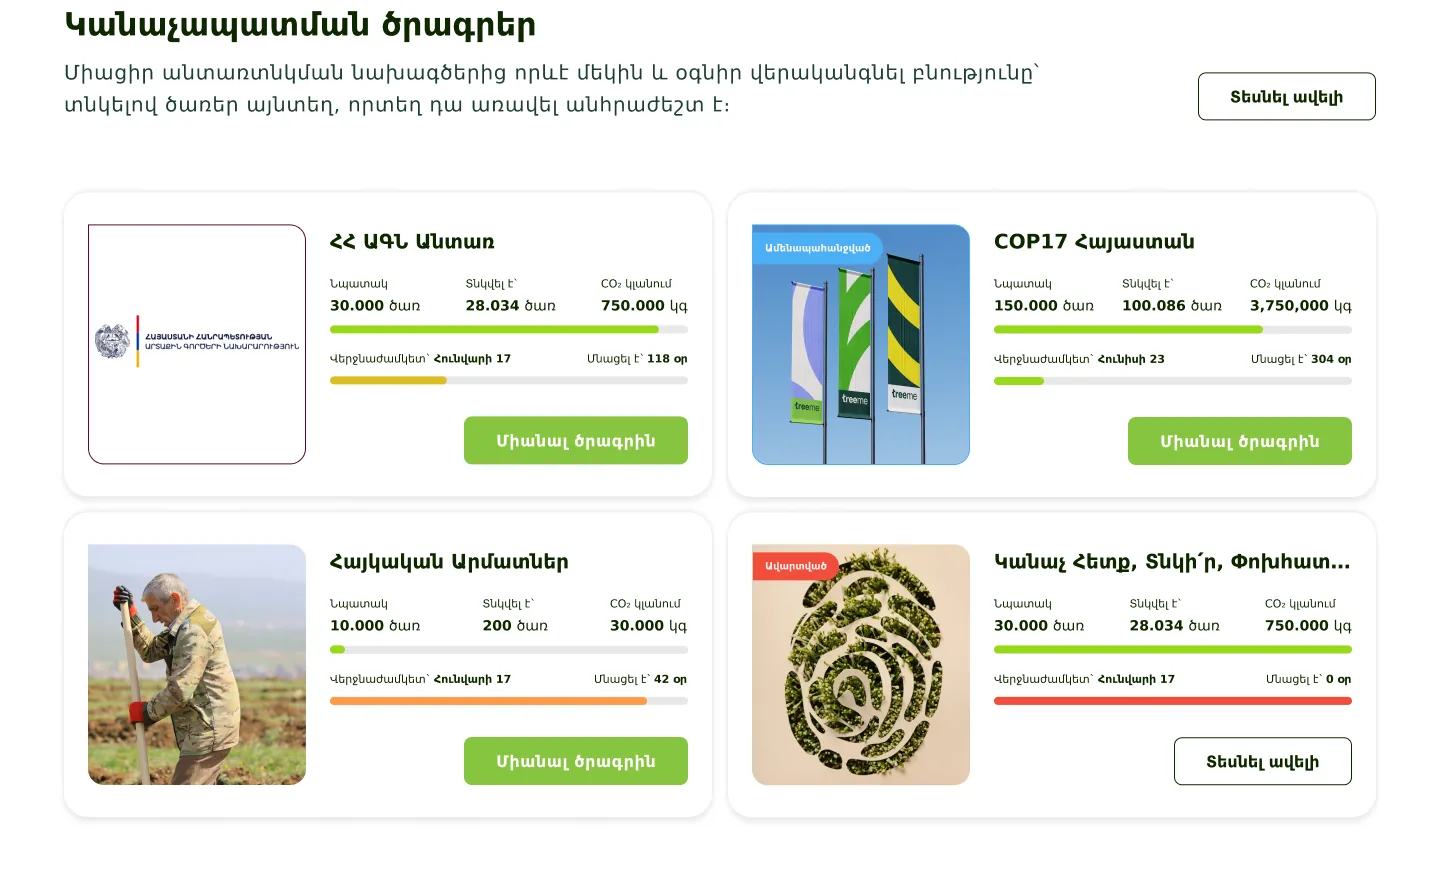 Կանաչապատման ծրագրեր
Միացիր անտառտնկման նախագծերից որևէ մեկին և օգնիր վերականգնել բնությունը՝
տնկելով ծառեր այնտեղ, որտեղ դա առավել անհրաժեշտ է։
Տեսնել ավելի
ՀԱՅԱՍՏԱՆԻ ՀԱՆՐԱՊԵՏՈՒԹՅԱՆ
ԱՐՏԱՔԻՆ ԳՈՐԾԵՐԻ ՆԱԽԱՐԱՐՈՒԹՅՈՒՆ
ՀՀ ԱԳՆ Անտառ
Նպատակ Տնկվել է՝ CO₂ կլանում
30.000 ծառ 28.034 ծառ 750.000 կգ
Վերջնաժամկետ՝ Հունվարի 17 Մնացել է՝ 118 օր
Միանալ ծրագրին
Ամենապահանջված
treeme
treeme
treeme
COP17 Հայաստան
Նպատակ Տնկվել է՝ CO₂ կլանում
150.000 ծառ 100.086 ծառ 3,750,000 կգ
Վերջնաժամկետ՝ Հունիսի 23 Մնացել է՝ 304 օր
Միանալ ծրագրին
Հայկական Արմատներ
Նպատակ Տնկվել է՝ CO₂ կլանում
10.000 ծառ 200 ծառ 30.000 կգ
Վերջնաժամկետ՝ Հունվարի 17 Մնացել է՝ 42 օր
Միանալ ծրագրին
Ավարտված
Կանաչ Հետք, Տնկի՛ր, Փոխհատ...
Նպատակ Տնկվել է՝ CO₂ կլանում
30.000 ծառ 28.034 ծառ 750.000 կգ
Վերջնաժամկետ՝ Հունվարի 17 Մնացել է՝ 0 օր
Տեսնել ավելի